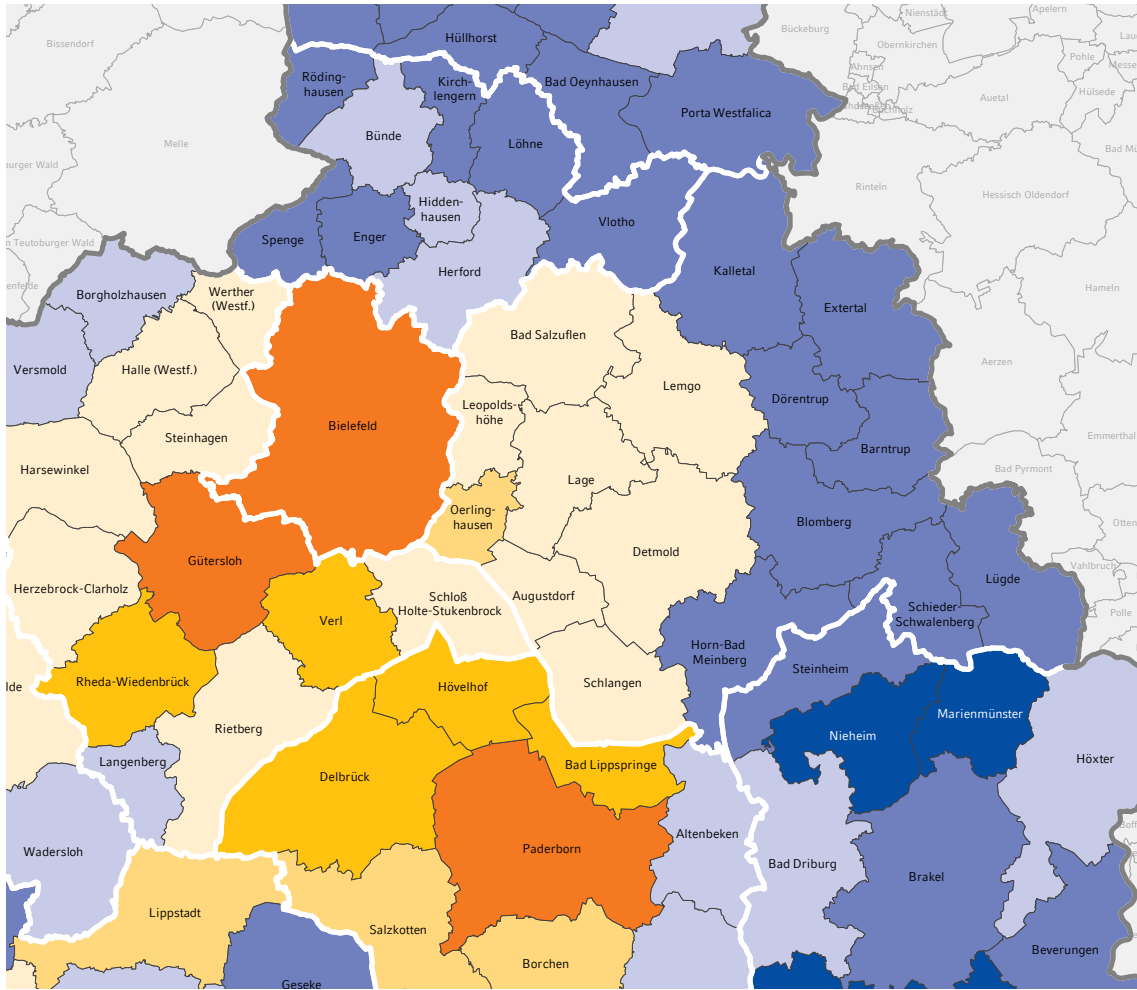 Bückeburg
Nienstädt
Apelern
Bissendorf
Hüllhorst
Obernkirchen
Pohle
Ahnsen
Röding-
hausen
Kirch-
lengern
Bad Oeynhausen
Bad Eilsen
Hülsede
Auetal
Porta Westfalica
Buchholz
Melle
Bünde
Löhne
Rinteln
Hessisch Oldendorf
Hidden-
hausen
Vlotho
Enger
Spenge
Teutoburger Wald
Herford
Kalletal
Werther
(Westf.)
Borgholzhausen
Hameln
Extertal
Bad Salzuflen
Versmold
Halle (Westf.)
Aerzen
Lemgo
Leopolds-
höhe
Dörentrup
Bielefeld
Steinhagen
Emmerthal
Barntrup
Harsewinkel
Bad Pyrmont
Lage
Oerling-
hausen
Blomberg
Detmold
Gütersloh
Vahlbruch
Lügde
Herzebrock-Clarholz
Schloß
Holte-Stukenbrock
Augustdorf
Schieder-
Schwalenberg
Polle
Verl
Horn-Bad
Meinberg
Steinheim
Rheda-Wiedenbrück
Hövelhof
Schlangen
Marienmünster
Rietberg
Nieheim
Langenberg
Bad Lippspringe
Höxter
Delbrück
Altenbeken
Wadersloh
Paderborn
Bad Driburg
Brakel
Lippstadt
Salzkotten
Beverungen
Borchen
Geseke